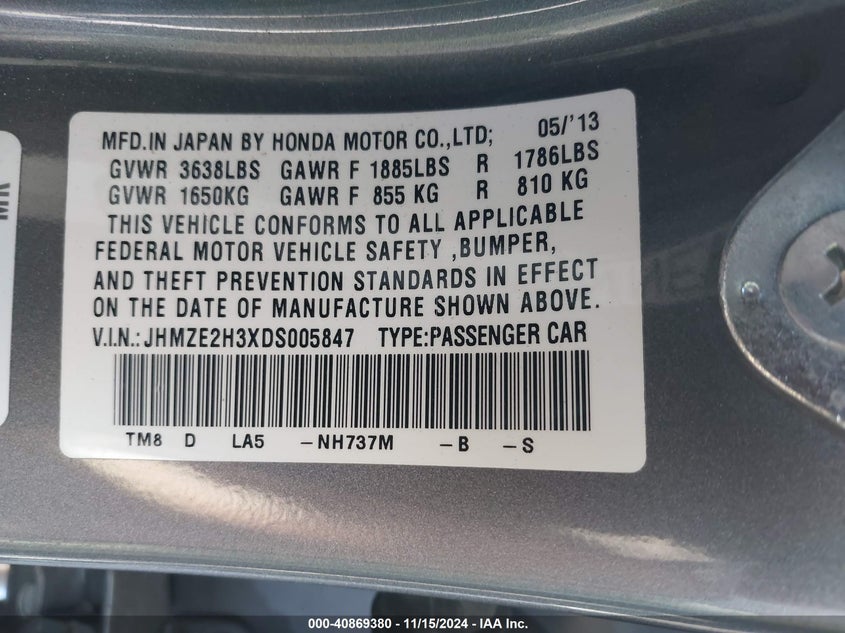 MFD.IN JAPAN BY HONDA MOTOR CO.,LTD; 05/'13
GVWR 3638LBS GAWR F 1885LBS R 1786LBS
GVWR 1650KG GAWR F 855 KG R 810 KG
THIS VEHICLE CONFORMS TO ALL APPLICABLE
FEDERAL MOTOR VEHICLE SAFETY ,BUMPER,
AND THEFT PREVENTION STANDARDS IN EFFECT
ON THE DATE OF MANUFACTURE SHOWN ABOVE.
V.I.N.: JHMZE2H3XDS005847 TYPE:PASSENGER CAR
TM8 D LA5 -NH737M -B -S
000-40869380 - 11/15/2024 - IAA Inc.